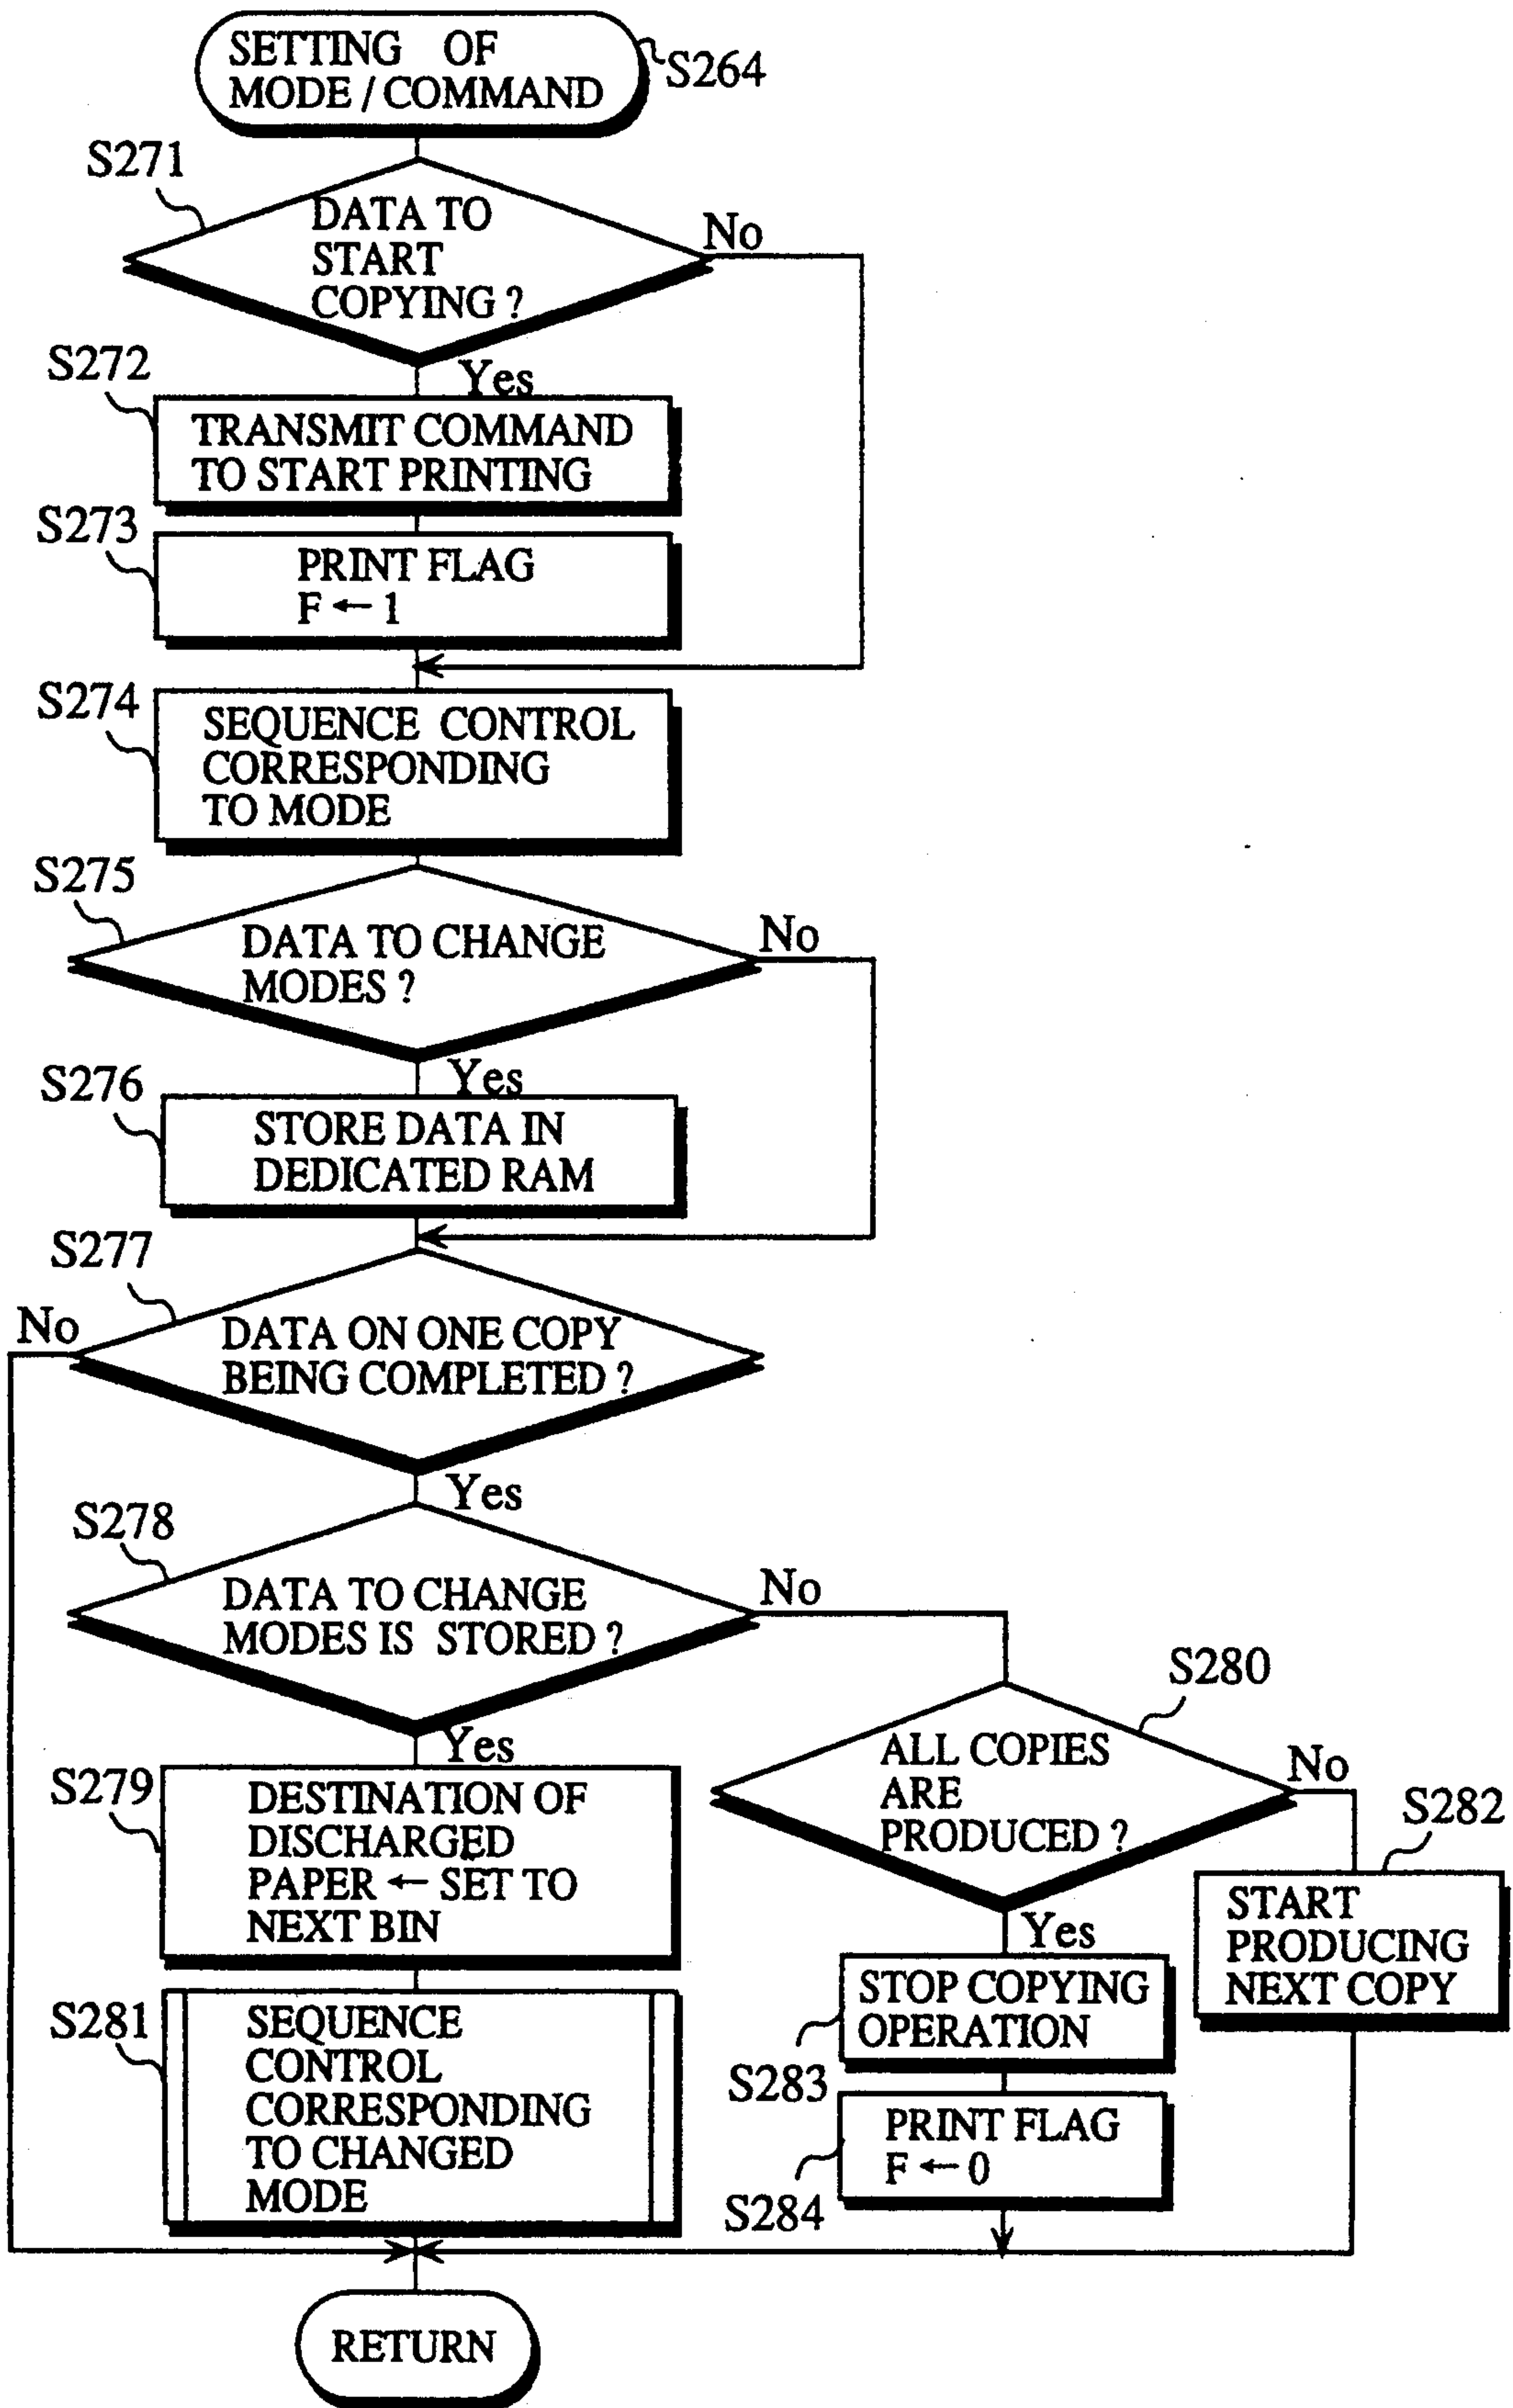 SETTING OF
MODE / COMMAND
S264
S271
DATA TO
START
COPYING ?
No
Yes
S272
TRANSMIT COMMAND
TO START PRINTING
S273
PRINT FLAG
F ← 1
S274
SEQUENCE CONTROL
CORRESPONDING
TO MODE
S275
DATA TO CHANGE
MODES ?
No
Yes
S276
STORE DATA IN
DEDICATED RAM
S277
No
DATA ON ONE COPY
BEING COMPLETED ?
Yes
S278
DATA TO CHANGE
MODES IS STORED ?
No
Yes
S279
DESTINATION OF
DISCHARGED
PAPER ← SET TO
NEXT BIN
S280
ALL COPIES
ARE
PRODUCED ?
No
Yes
S282
START
PRODUCING
NEXT COPY
S281
SEQUENCE
CONTROL
CORRESPONDING
TO CHANGED
MODE
STOP COPYING
OPERATION
S283
PRINT FLAG
F ← 0
S284
RETURN